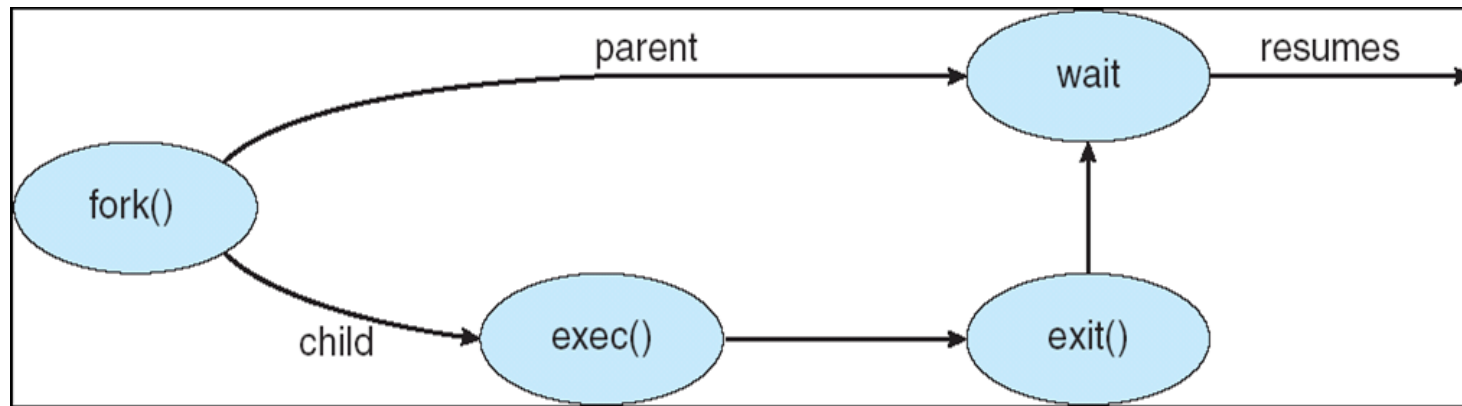 parent
wait
resumes
fork()
child
exec()
exit()